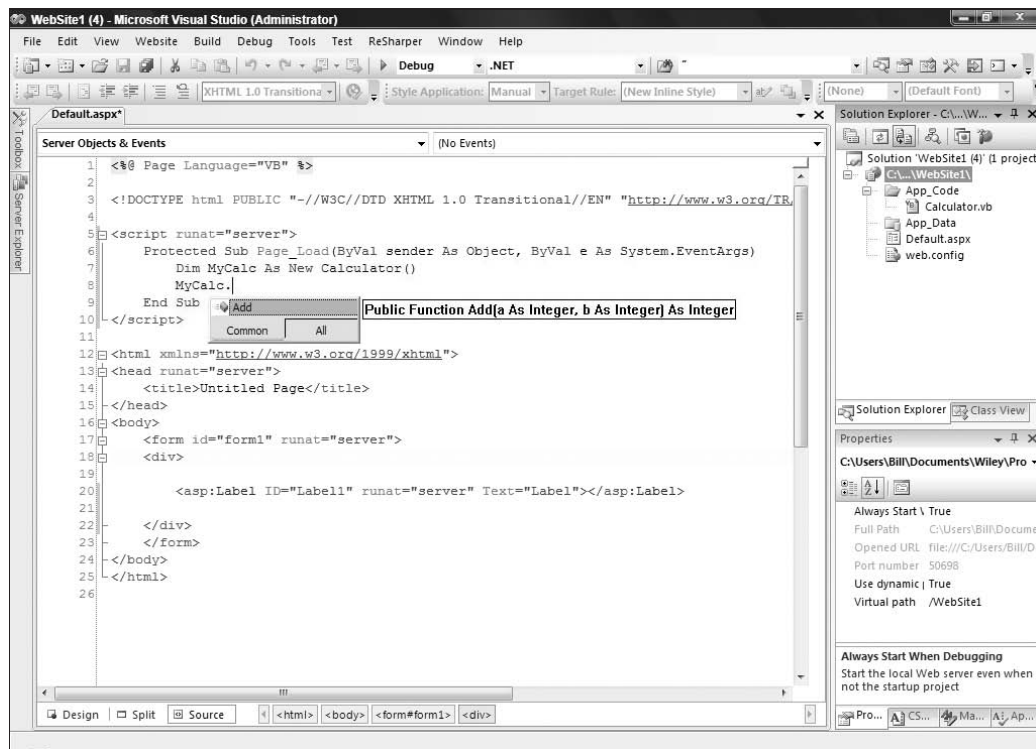 WebSite1 (4) - Microsoft Visual Studio (Administrator)
File Edit View Website Build Debug Tools Test ReSharper Window Help
Debug .NET
XHTML 1.0 Transitiona Style Application: Manual Target Rule: (New Inline Style) (None) (Default Font)
Toolbox
Server Explorer
Default.aspx*
Server Objects & Events (No Events)
1 <%@ Page Language="VB" %>
2
3 <!DOCTYPE html PUBLIC "-//W3C//DTD XHTML 1.0 Transitional//EN" "http://www.w3.org/TR/
4
5 <script runat="server">
6 Protected Sub Page_Load(ByVal sender As Object, ByVal e As System.EventArgs)
7 Dim MyCalc As New Calculator()
8 MyCalc.
9 End Sub
Add
Public Function Add(a As Integer, b As Integer) As Integer
Common All
10 </script>
11
12 <html xmlns="http://www.w3.org/1999/xhtml">
13 <head runat="server">
14 <title>Untitled Page</title>
15 </head>
16 <body>
17 <form id="form1" runat="server">
18 <div>
19
20 <asp:Label ID="Label1" runat="server" Text="Label"></asp:Label>
21
22 </div>
23 </form>
24 </body>
25 </html>
26
Design Split Source <html> <body> <form#form1> <div>
Solution Explorer - C:\...\W...
Solution 'WebSite1 (4)' (1 project
C:\...\WebSite1\
App_Code
Calculator.vb
App_Data
Default.aspx
web.config
Solution Explorer Class View
Properties
C:\Users\Bill\Documents\Wiley\Pro
Always Start \ True
Full Path C:\Users\Bill\Docume
Opened URL file:///C:/Users/Bill/D
Port number 50698
Use dynamic True
Virtual path /WebSite1
Always Start When Debugging
Start the local Web server even when
not the startup project
Pro... CS... Ma... Ap...